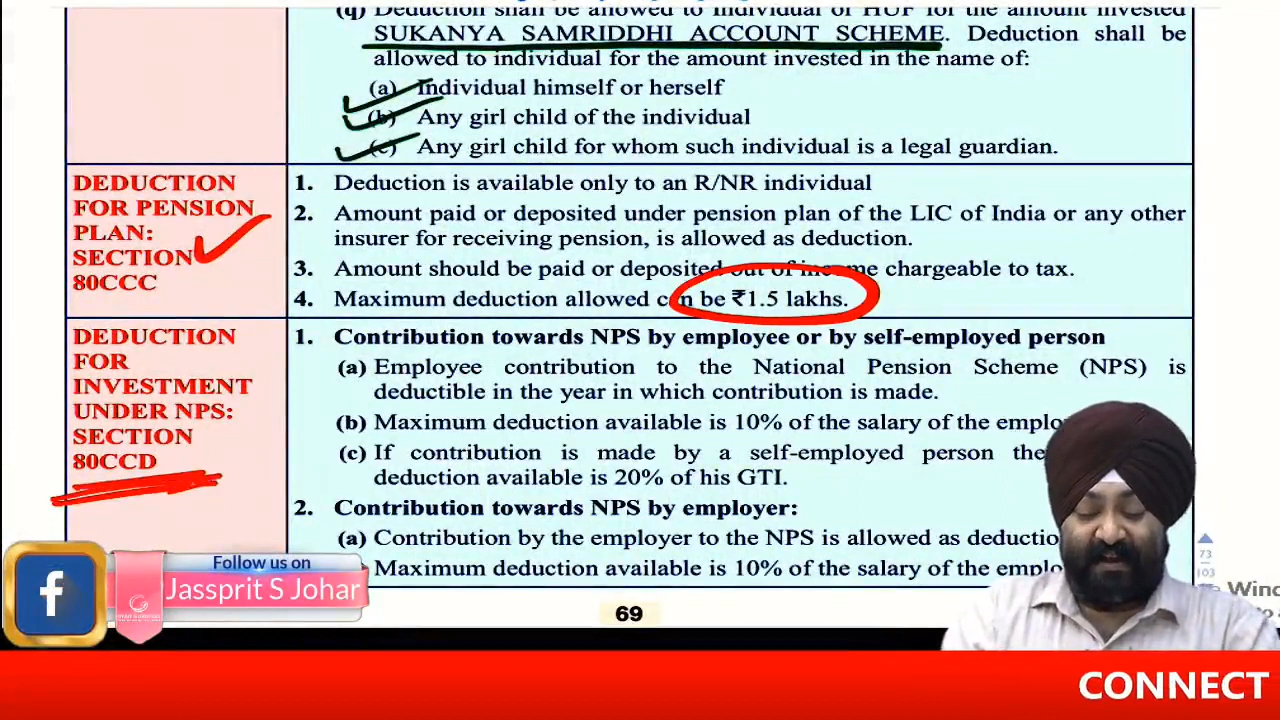 (q) Deduction shall be allowed to individual or HUF for the amount invested
SUKANYA SAMRIDDHI ACCOUNT SCHEME. Deduction shall be
allowed to individual for the amount invested in the name of:
(a) Individual himself or herself
(b) Any girl child of the individual
(c) Any girl child for whom such individual is a legal guardian.
DEDUCTION
FOR PENSION
PLAN:
SECTION
80CCC
1. Deduction is available only to an R/NR individual
2. Amount paid or deposited under pension plan of the LIC of India or any other
insurer for receiving pension, is allowed as deduction.
3. Amount should be paid or deposited out of income chargeable to tax.
4. Maximum deduction allowed can be ₹1.5 lakhs.
DEDUCTION
FOR
INVESTMENT
UNDER NPS:
SECTION
80CCD
1. Contribution towards NPS by employee or by self-employed person
(a) Employee contribution to the National Pension Scheme (NPS) is
deductible in the year in which contribution is made.
(b) Maximum deduction available is 10% of the salary of the
(c) If contribution is made by a self-employed person
deduction available is 20% of his GTI.
2. Contribution towards NPS by employer:
(a) Contribution by the employer to the NPS is allowed as
Maximum deduction available is 10% of the salary of the
Follow us on
Jassprit S Johar
69
73
103
CONNECT